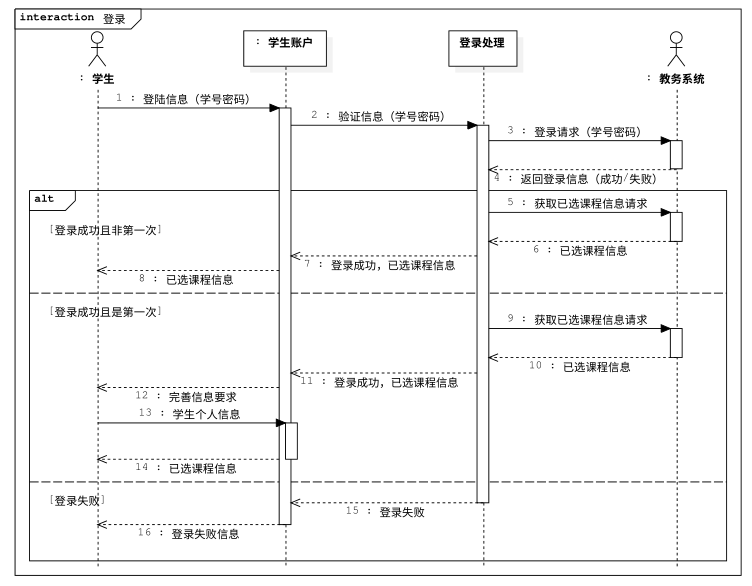 interaction 登录
: 学生
: 学生账户
登录处理
: 教务系统
1 : 登陆信息（学号密码）
2 : 验证信息（学号密码）
3 : 登录请求（学号密码）
4 : 返回登录信息（成功/失败）
alt
5 : 获取已选课程信息请求
[登录成功且非第一次]
6 : 已选课程信息
7 : 登录成功，已选课程信息
8 : 已选课程信息
[登录成功且是第一次]
9 : 获取已选课程信息请求
10 : 已选课程信息
11 : 登录成功，已选课程信息
12 : 完善信息要求
13 : 学生个人信息
14 : 已选课程信息
[登录失败]
15 : 登录失败
16 : 登录失败信息